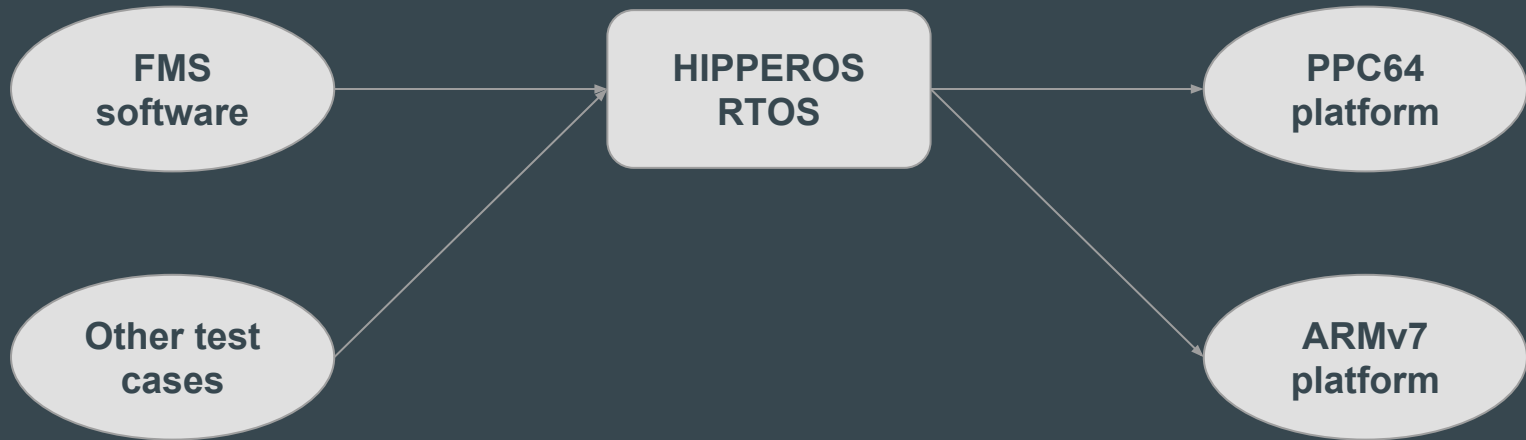 FMS
software
HIPPEROS
RTOS
PPC64
platform
Other test
cases
ARMv7
platform